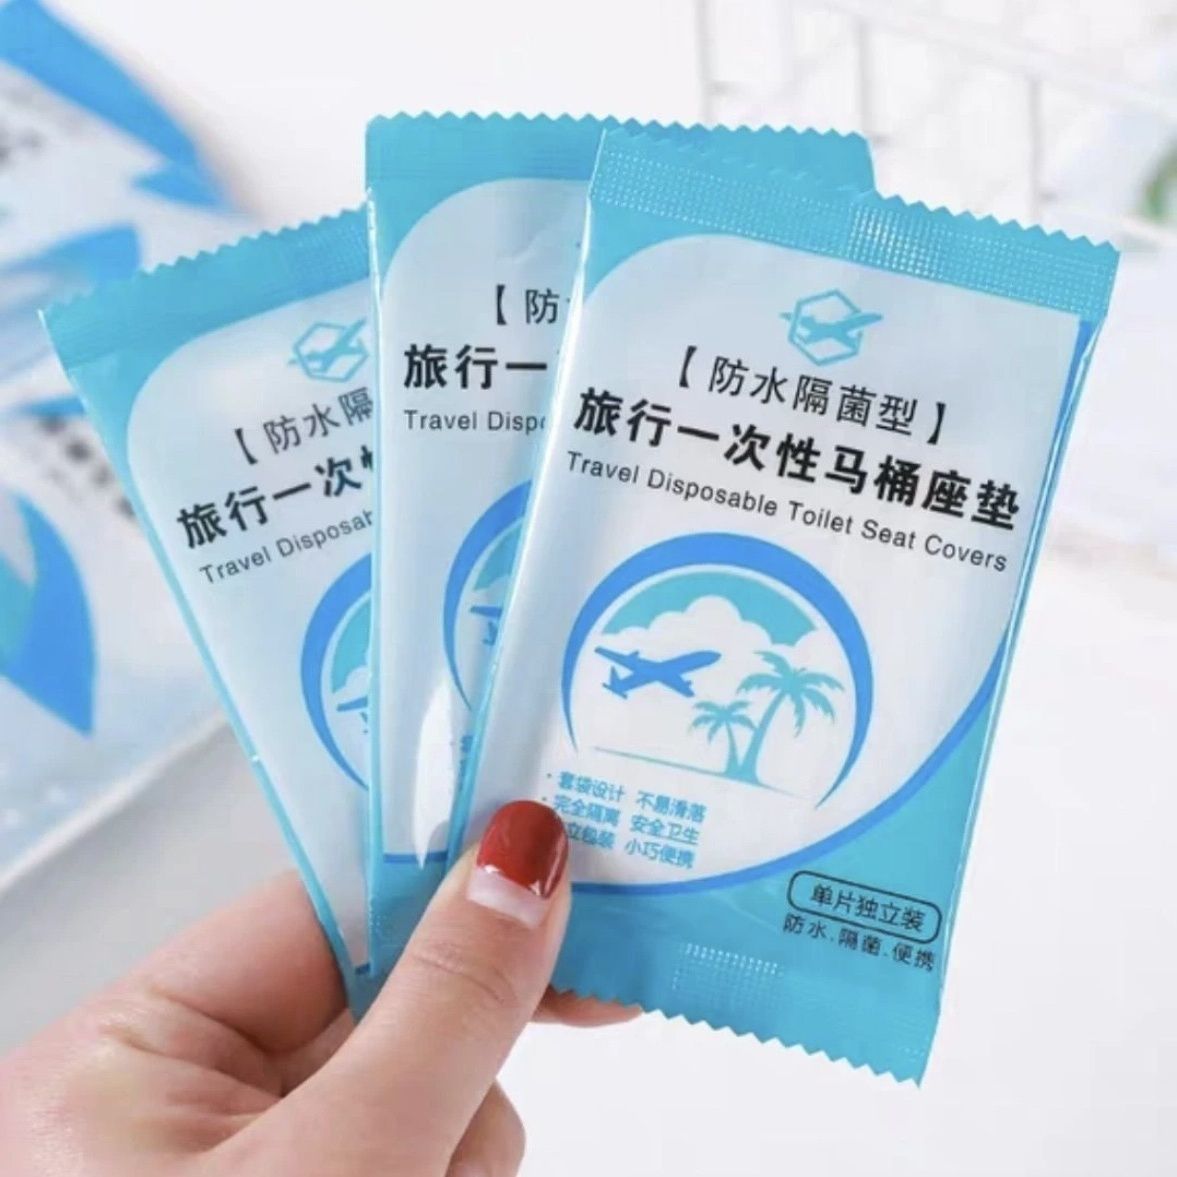 【防水隔
旅行一次
Travel Disposab
【防
旅行一
Travel Disp
【防水隔菌型】
旅行一次性马桶座垫
Travel Disposable Toilet Seat Covers
· 套袋设计 不易滑落
· 完全隔离 安全卫生
立包装 小巧便携
单片独立装
防水.隔菌.便携